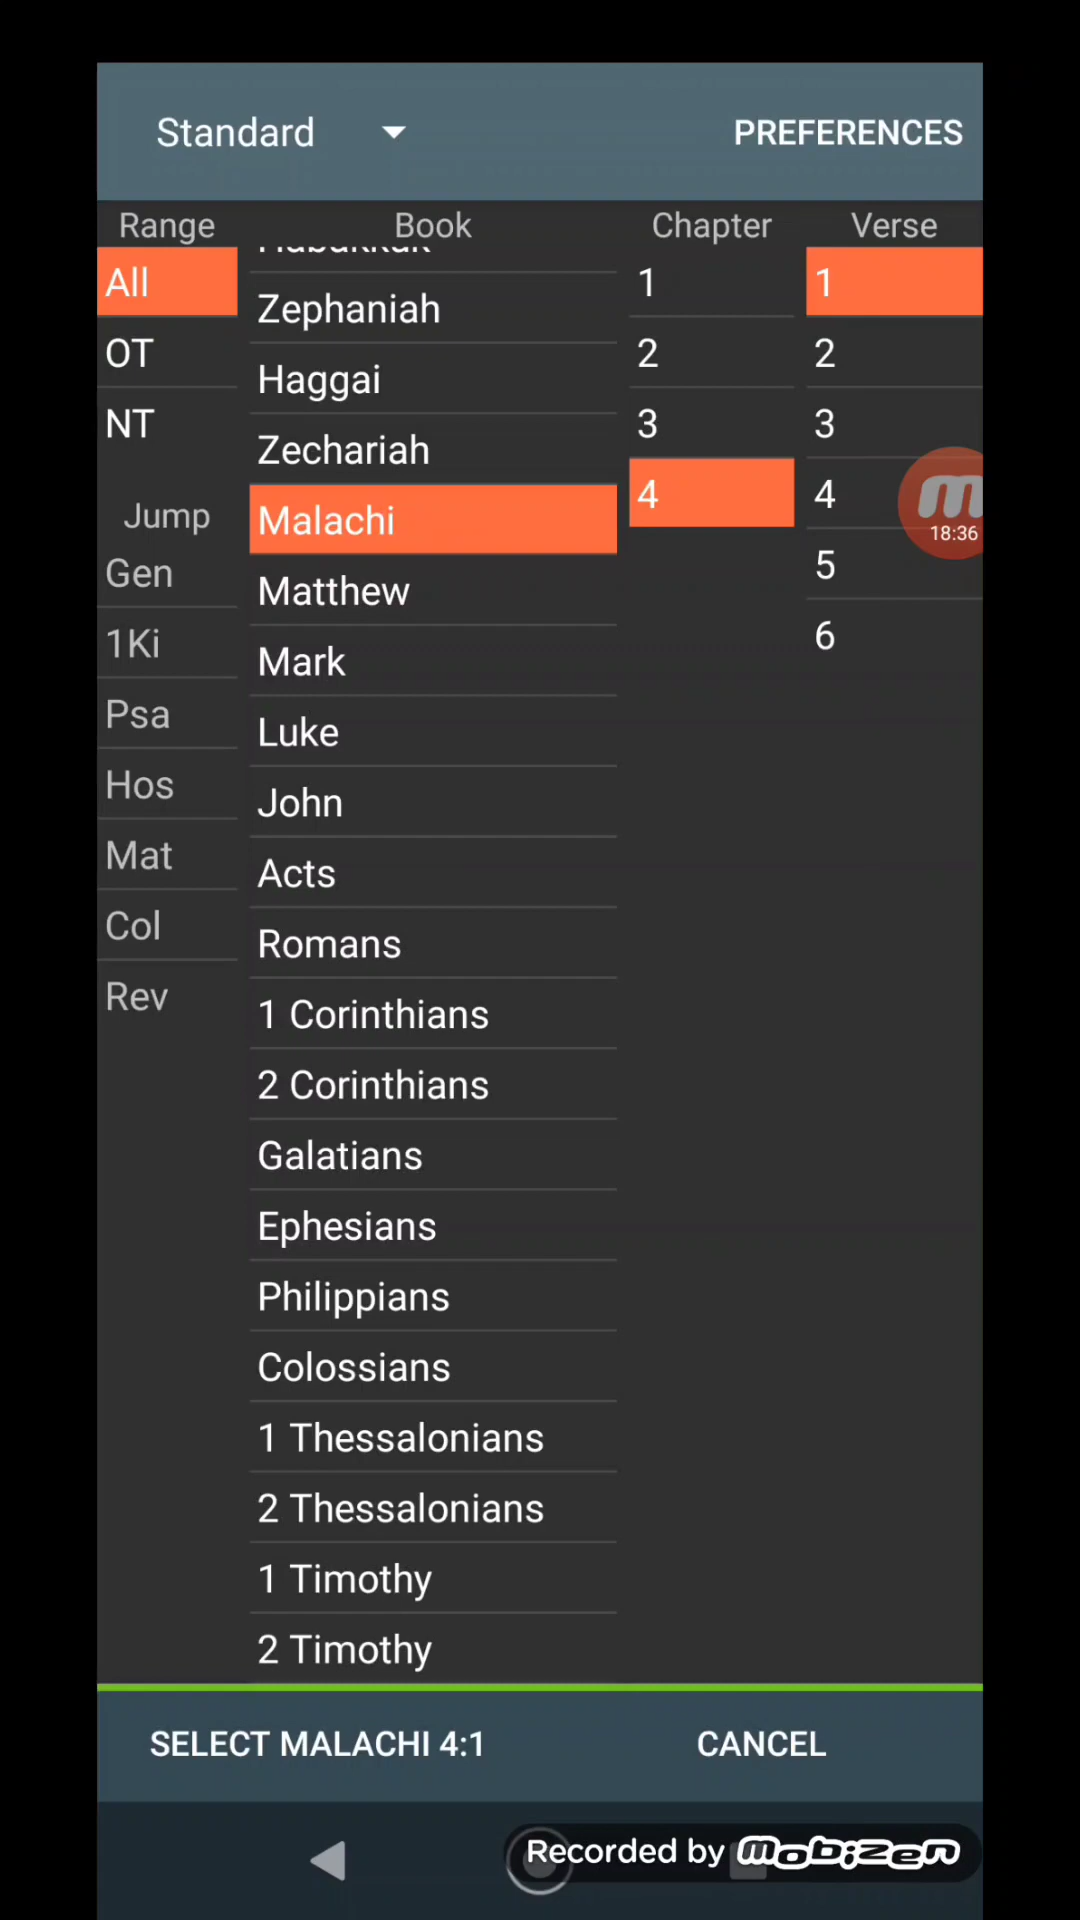 Standard
PREFERENCES
Range Book Chapter Verse
Habakkuk
All
OT
NT
Jump
Gen
1Ki
Psa
Hos
Mat
Col
Rev
Zephaniah
Haggai
Zechariah
Malachi
Matthew
Mark
Luke
John
Acts
Romans
1 Corinthians
2 Corinthians
Galatians
Ephesians
Philippians
Colossians
1 Thessalonians
2 Thessalonians
1 Timothy
2 Timothy
1
2
3
4
1
2
3
4
5
6
m
18:36
SELECT MALACHI 4:1
CANCEL
Recorded by mobizen